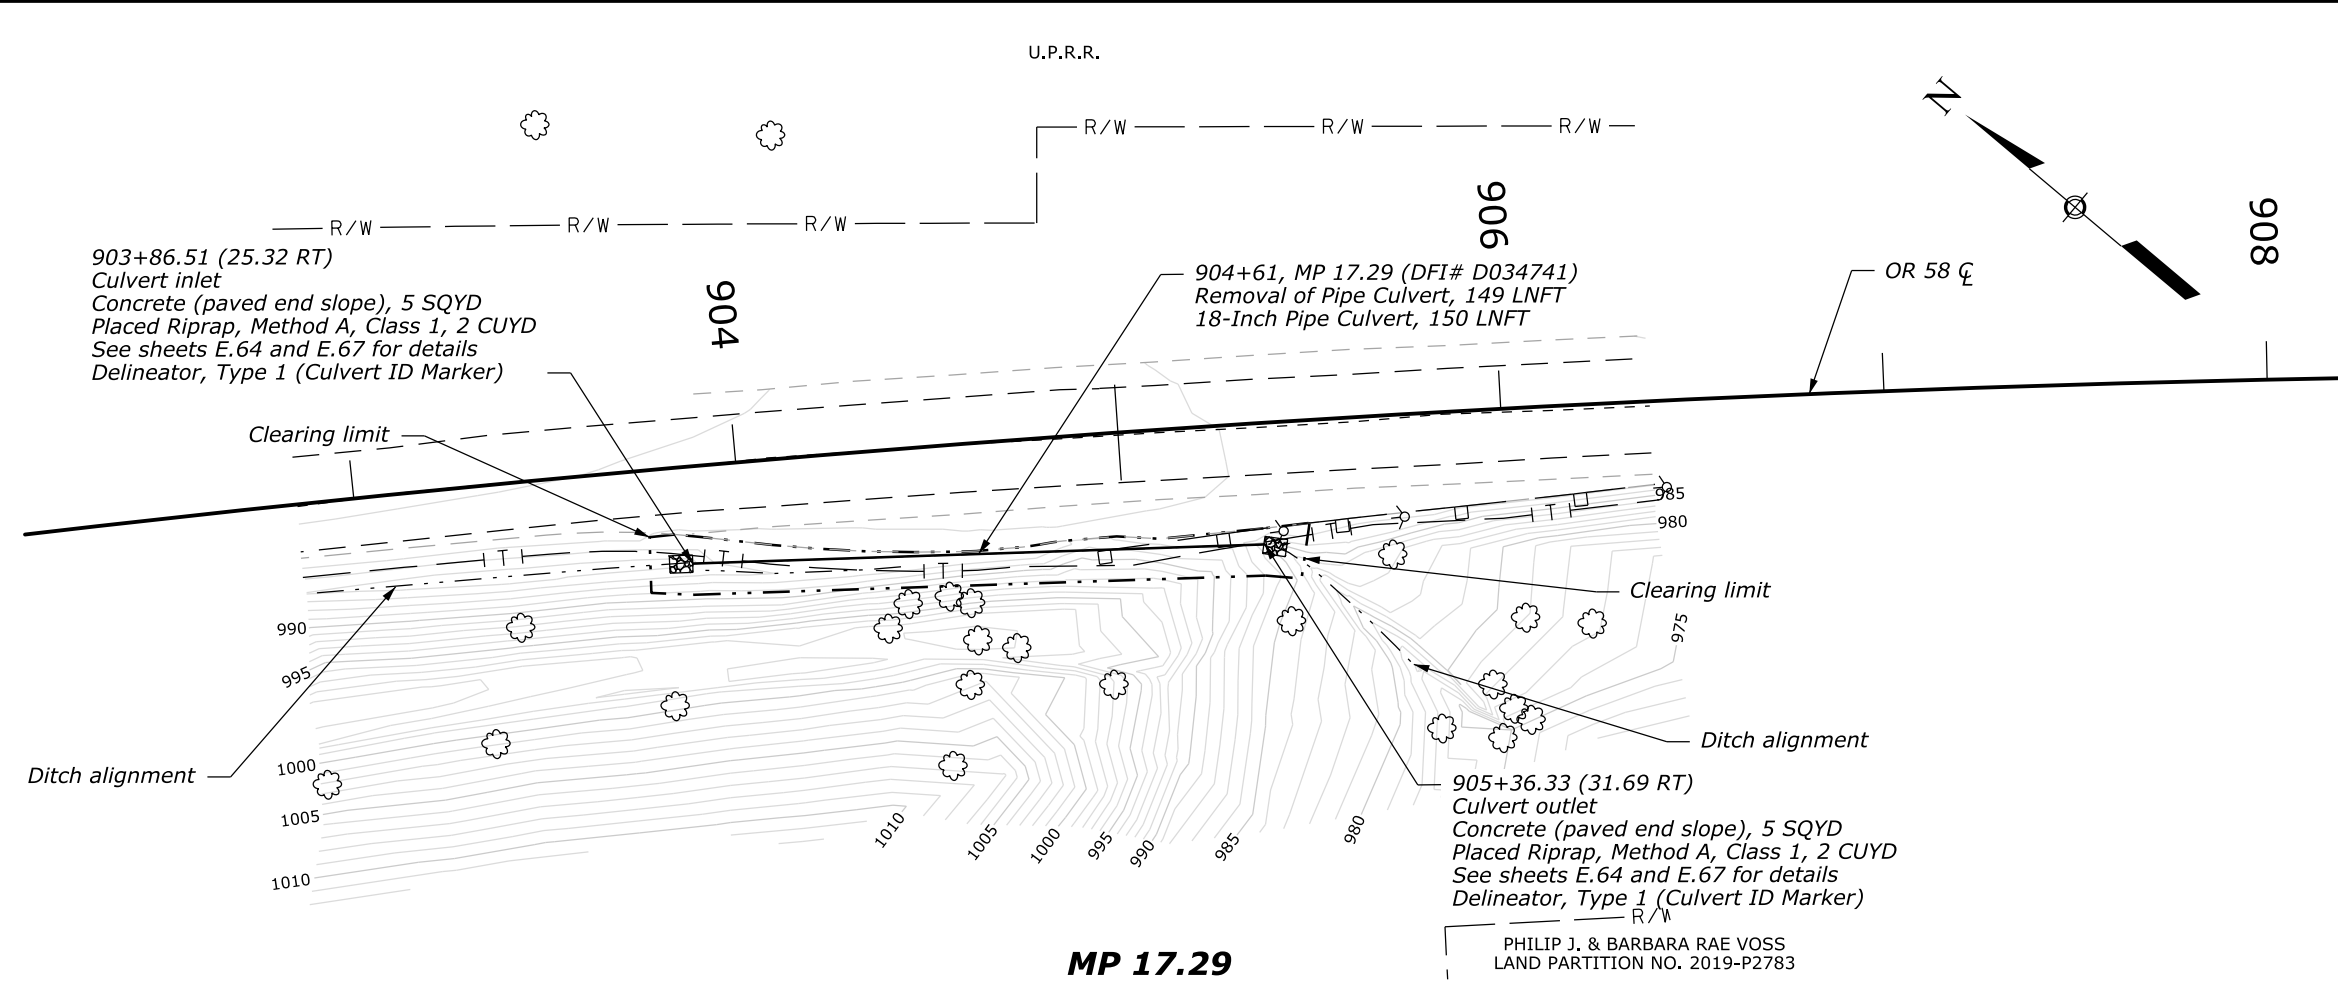 U.P.R.R.
R/W R/W R/W
N
R/W R/W R/W
906
908
903+86.51 (25.32 RT)
Culvert inlet
Concrete (paved end slope), 5 SQYD
Placed Riprap, Method A, Class 1, 2 CUYD
See sheets E.64 and E.67 for details
Delineator, Type 1 (Culvert ID Marker)
904
904+61, MP 17.29 (DFI# D034741)
Removal of Pipe Culvert, 149 LNFT
18-Inch Pipe Culvert, 150 LNFT
OR 58 ℄
Clearing limit
985
980
T T T T T
Clearing limit
990
995
975
Ditch alignment
Ditch alignment
1000
1005
1010
1010
1005
1000
995
990
985
980
905+36.33 (31.69 RT)
Culvert outlet
Concrete (paved end slope), 5 SQYD
Placed Riprap, Method A, Class 1, 2 CUYD
See sheets E.64 and E.67 for details
Delineator, Type 1 (Culvert ID Marker)
R/W
PHILIP J. & BARBARA RAE VOSS
LAND PARTITION NO. 2019-P2783
MP 17.29